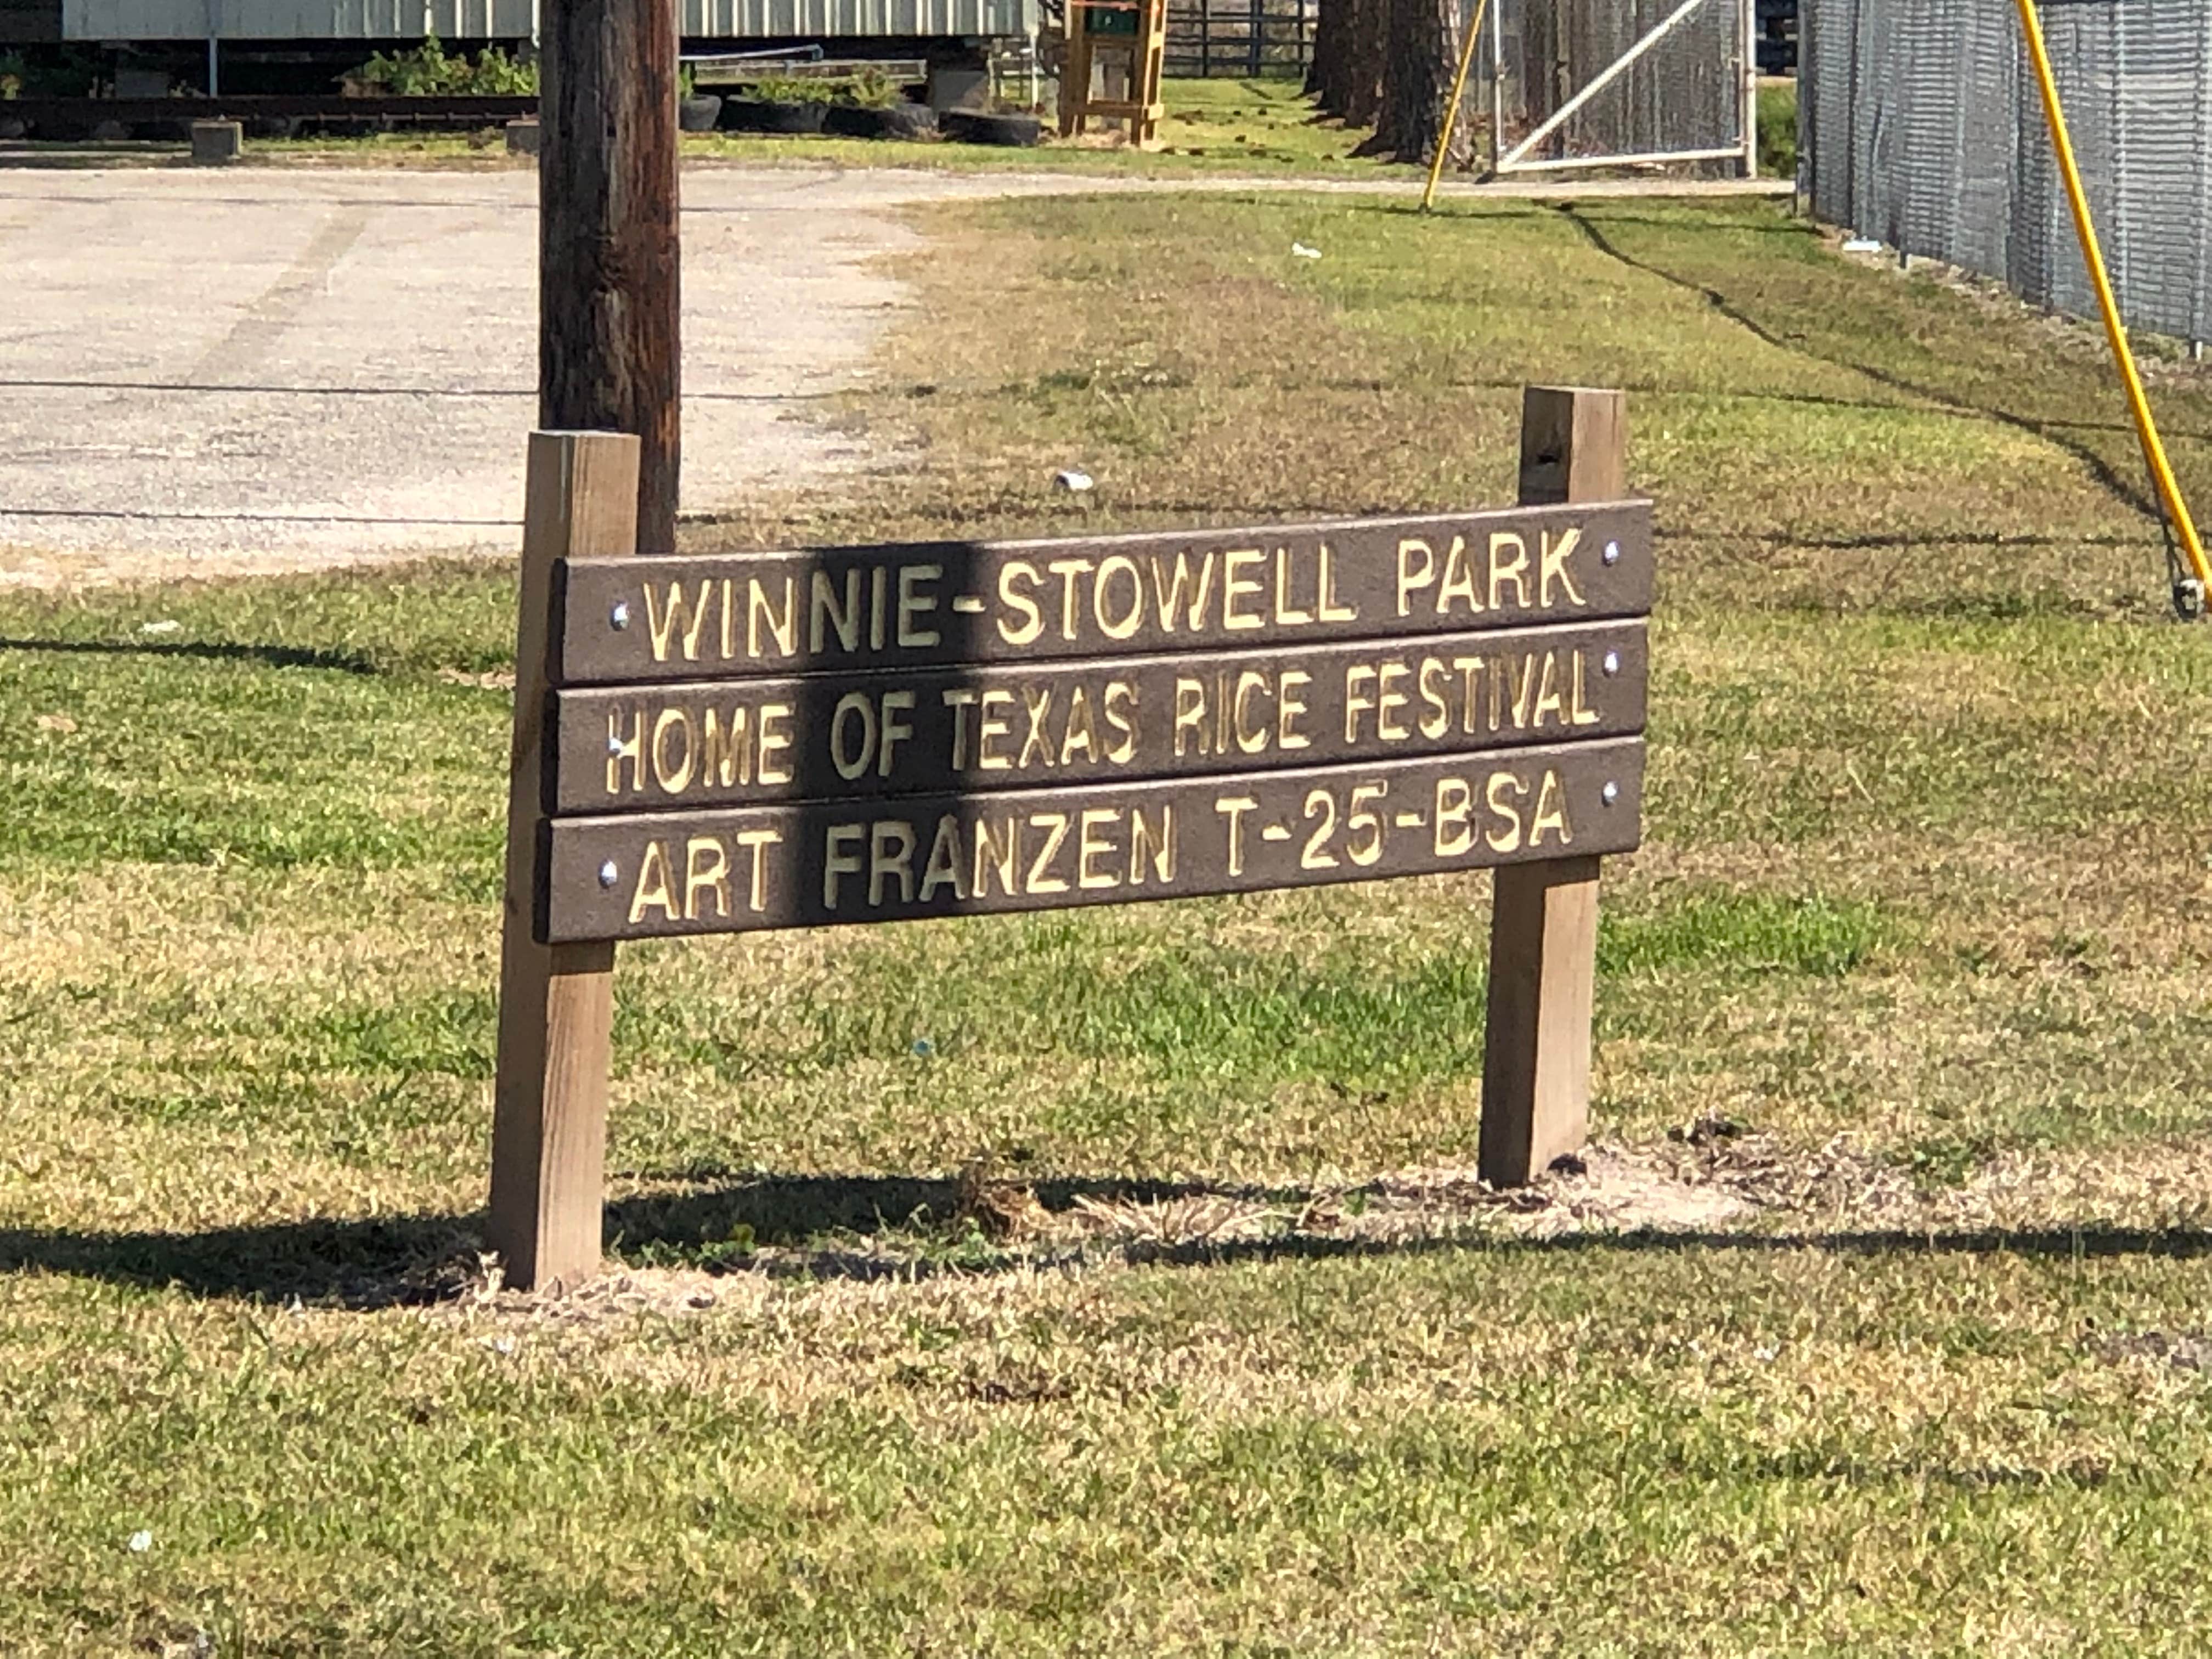 WINNIE-STOWELL PARK
HOME OF TEXAS RICE FESTIVAL
ART FRANZEN T-25-BSA